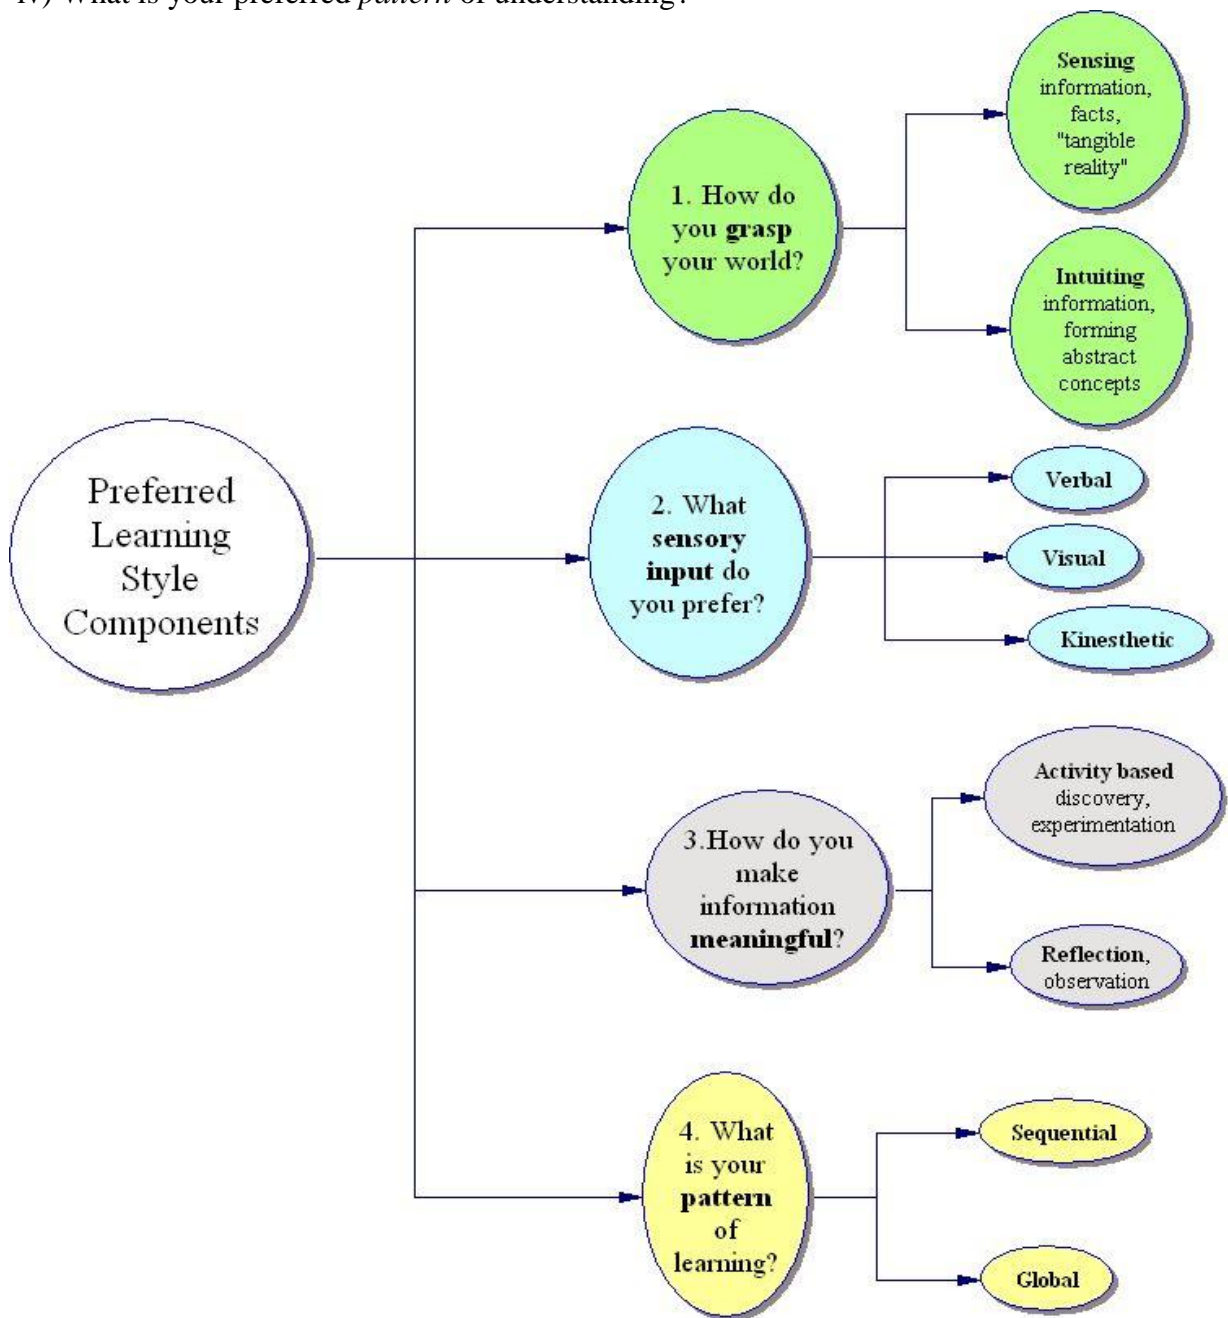 iv) What is your preferred pattern of understanding?
Sensing
information,
facts,
"tangible
reality"
1. How do
you grasp
your world?
Intuiting
information,
forming
abstract
concepts
Preferred
Learning
Style
Components
2. What
sensory
input do
you prefer?
Verbal
Visual
Kinesthetic
3.How do you
make
information
meaningful?
Activity based
discovery,
experimentation
Reflection,
observation
4. What
is your
pattern
of
learning?
Sequential
Global